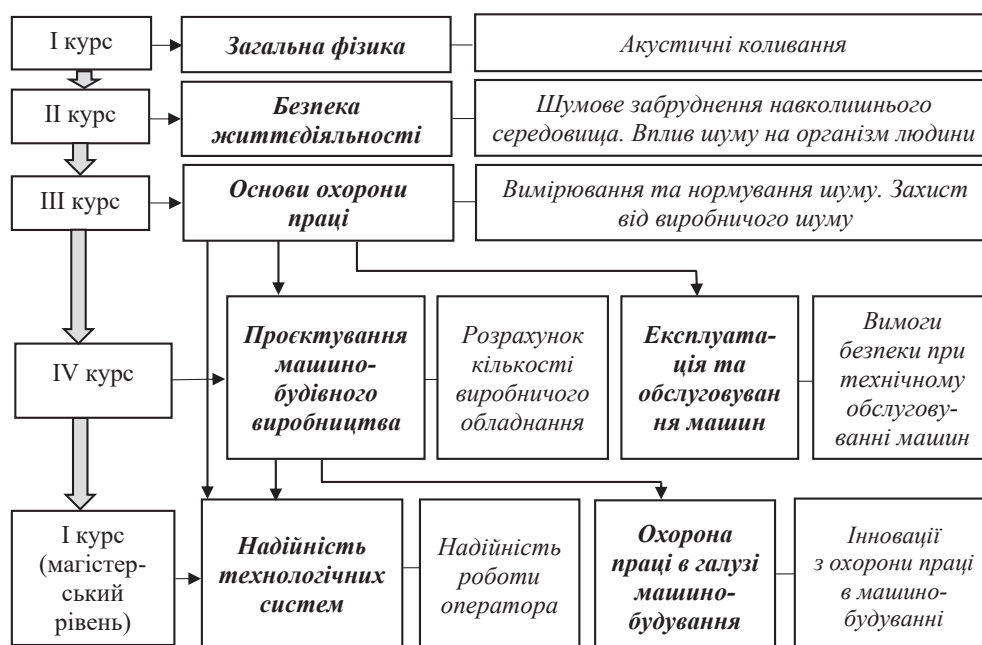 I курс
Загальна фізика
Акустичні коливання
II курс
Безпека
життєдіяльності
Шумове забруднення навколишнього
середовища. Вплив шуму на організм людини
III курс
Основи охорони
праці
Вимірювання та нормування шуму. Захист
від виробничого шуму
IV курс
Проєктування
машино-
будівного
виробництва
Розрахунок
кількості
виробничого
обладнання
Експлуата-
ція та
обслуговуван
ня машин
Вимоги
безпеки при
технічному
обслугову-
ванні машин
I курс
(магістер-
ський
рівень)
Надійність
технологічних
систем
Надійність
роботи
оператора
Охорона
праці в галузі
машино-
будування
Інновації
з охорони праці
в машино-
будуванні